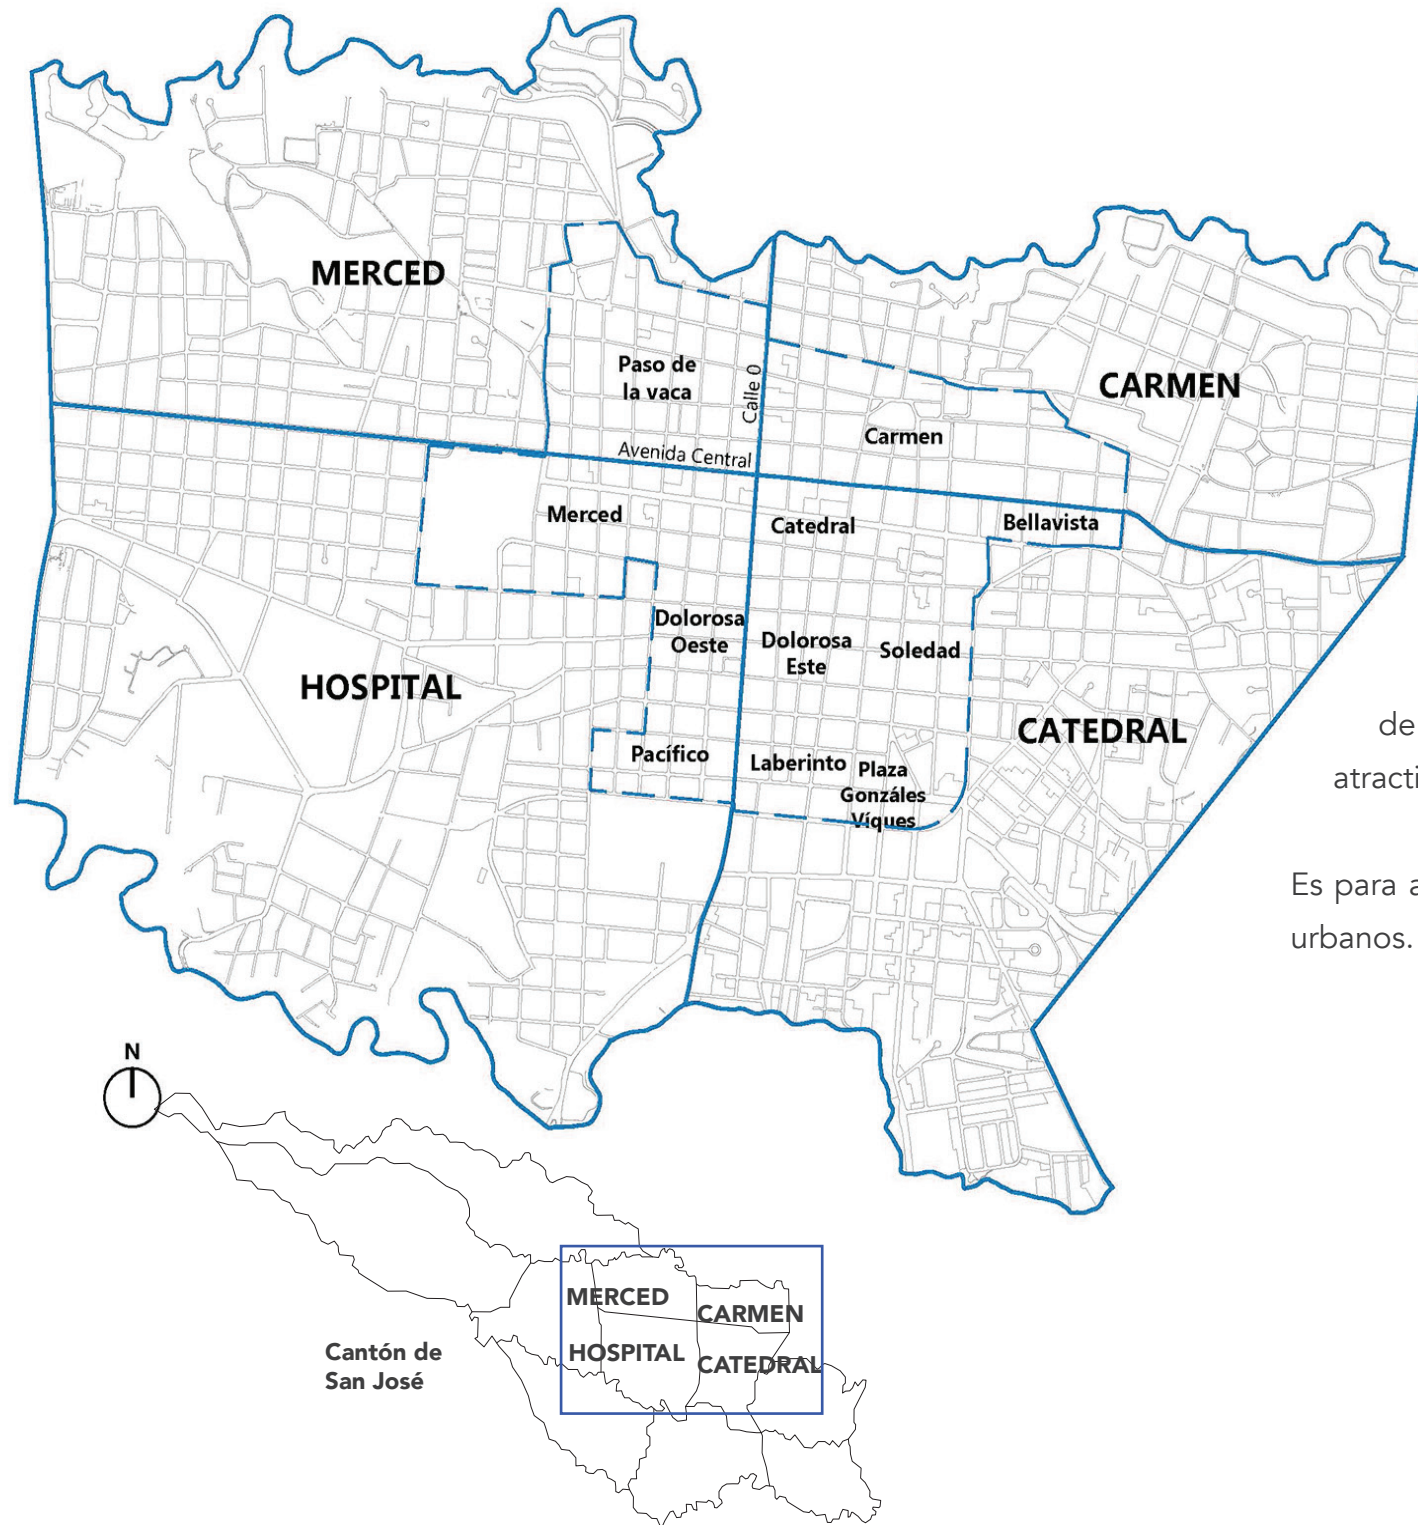 MERCED
Paso de
la vaca
Calle 0
CARMEN
Carmen
Avenida Central
Merced
Catedral
Bellavista
Dolorosa
Oeste
Dolorosa
Este
Soledad
HOSPITAL
CATEDRAL
Pacífico
Laberinto
Plaza
Gonzáles
Víques
de
atracti
Es para a
urbanos.
N
MERCED
CARMEN
HOSPITAL
CATEDRAL
Cantón de
San José